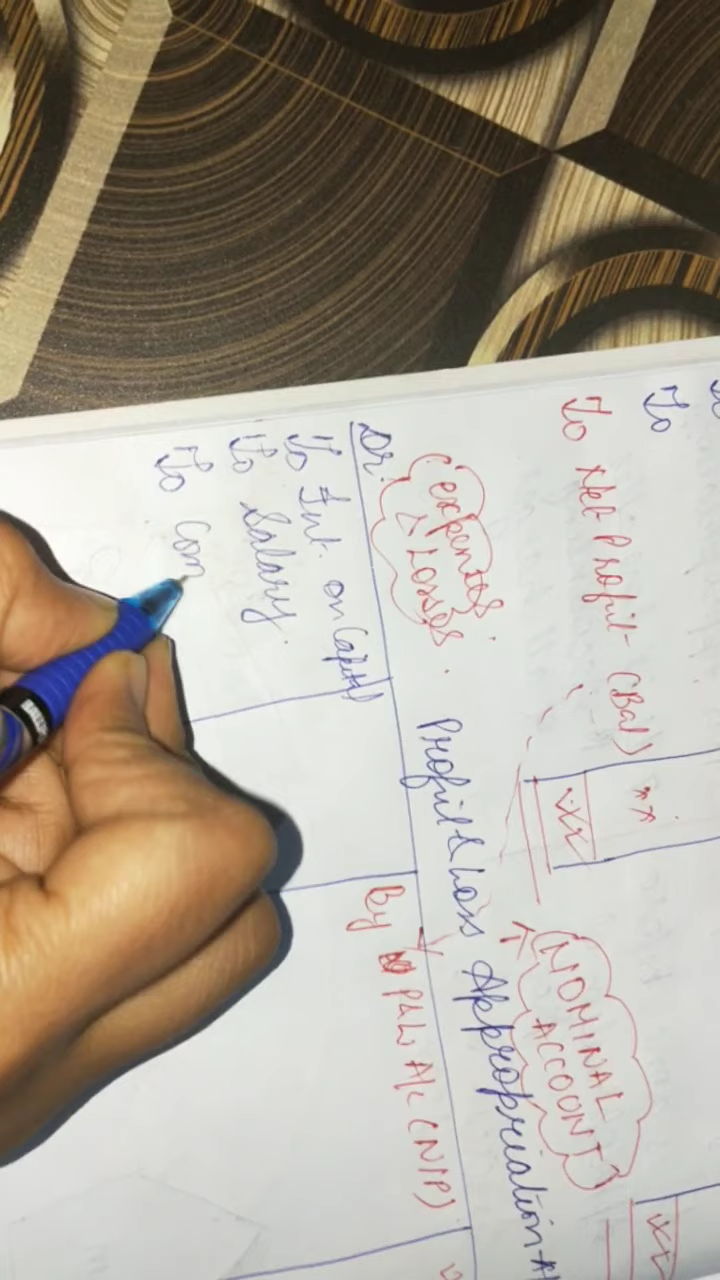 To
To Net Profit (Bal) xx
NOMINAL
ACCOUNT
(expenses
& Losses
Profit & Loss Appropriation A
Dr.
To Int. on Capital
By P&L A/c (N/P)
To Salary
To Com